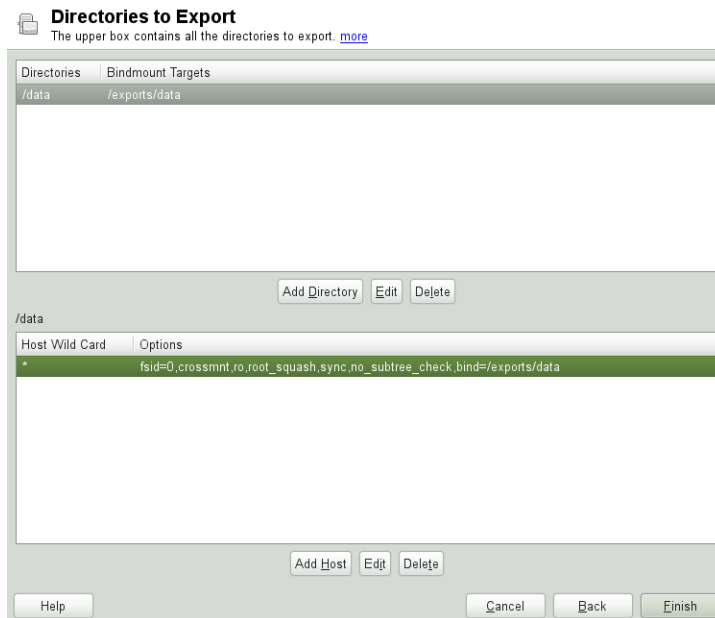 Directories to Export
The upper box contains all the directories to export. more
Directories Bindmount Targets
/data /exports/data
Add Directory Edit Delete
/data
Host Wild Card Options
* fsid=0,crossmnt,ro,root_squash,sync,no_subtree_check,bind=/exports/data
Add Host Edit Delete
Help Cancel Back Finish